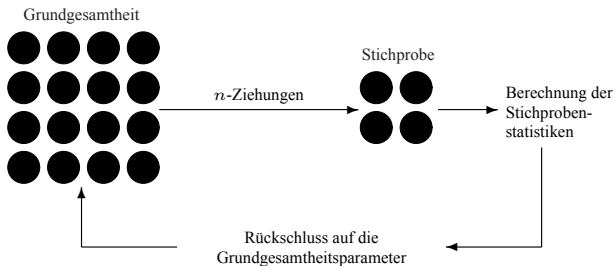 Grundgesamtheit
Stichprobe
n-Ziehungen
Berechnung der
Stichproben-
statistiken
Rückschluss auf die
Grundgesamtheitsparameter